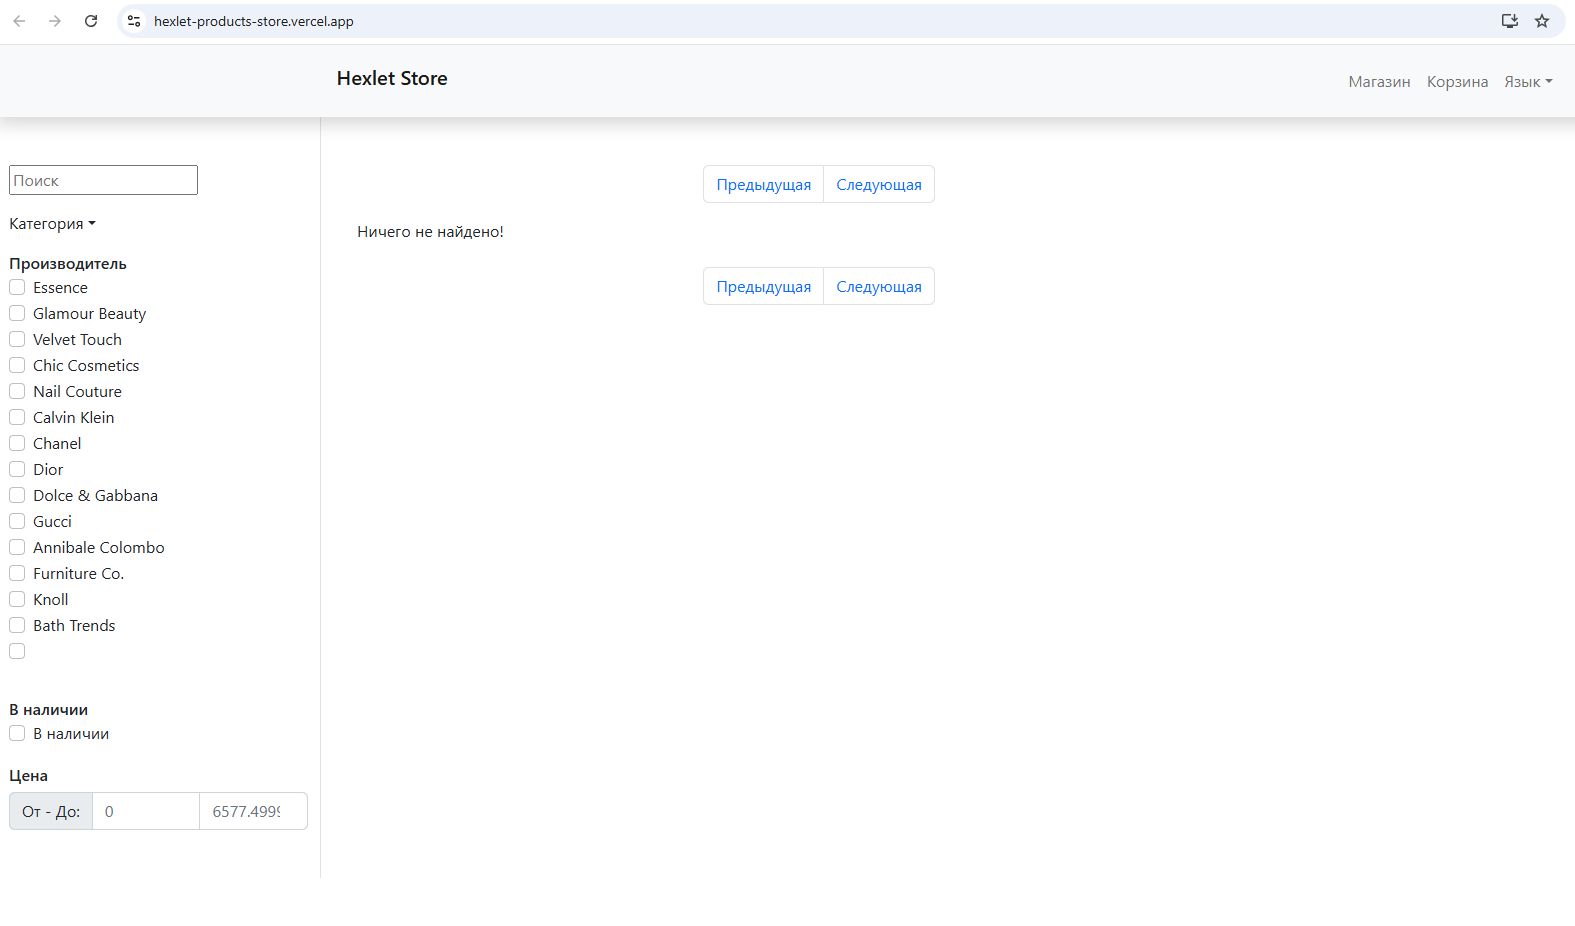 hexlet-products-store.vercel.app
Hexlet Store
Магазин Корзина Язык
Поиск
Категория
Производитель
Essence
Glamour Beauty
Velvet Touch
Chic Cosmetics
Nail Couture
Calvin Klein
Chanel
Dior
Dolce & Gabbana
Gucci
Annibale Colombo
Furniture Co.
Knoll
Bath Trends
В наличии
В наличии
Цена
От - До: 0 6577.499
Предыдущая Следующая
Ничего не найдено!
Предыдущая Следующая